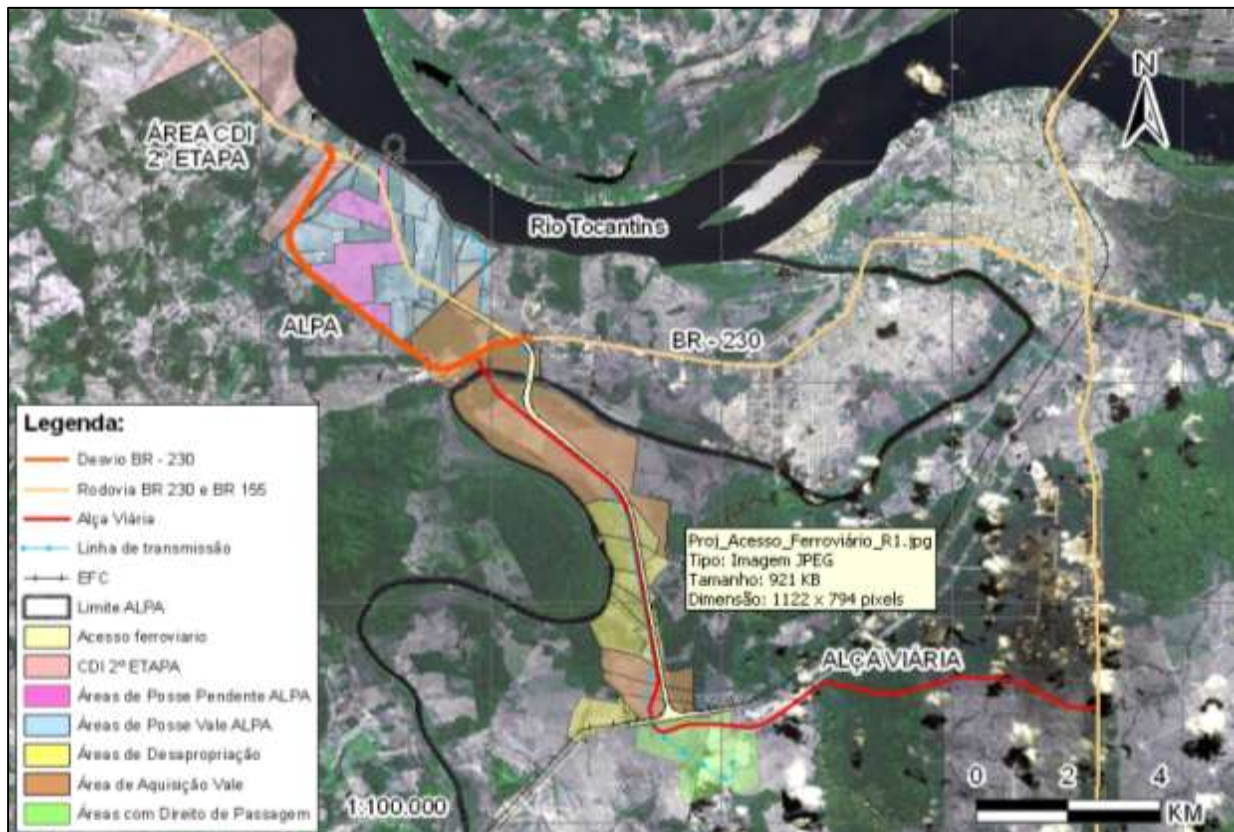 N
ÁREA CDI
2ª ETAPA
Rio Tocantins
ALPA
BR - 230
Legenda:
Desvio BR - 230
Rodovia BR 230 e BR 155
Alça Viária
Linha de transmissão
EFC
Limite ALPA
Acesso ferroviario
CDI 2ª ETAPA
Áreas de Posse Pendente ALPA
Áreas de Posse Vale ALPA
Áreas de Desapropriação
Área de Aquisição Vale
Áreas com Direito de Passagem
Proj_Acesso_Ferroviário_R1.jpg
Tipo: Imagem JPEG
Tamanho: 921 KB
Dimensão: 1122 x 794 pixels
ALÇA VIÁRIA
1:100.000
0 2 4
KM